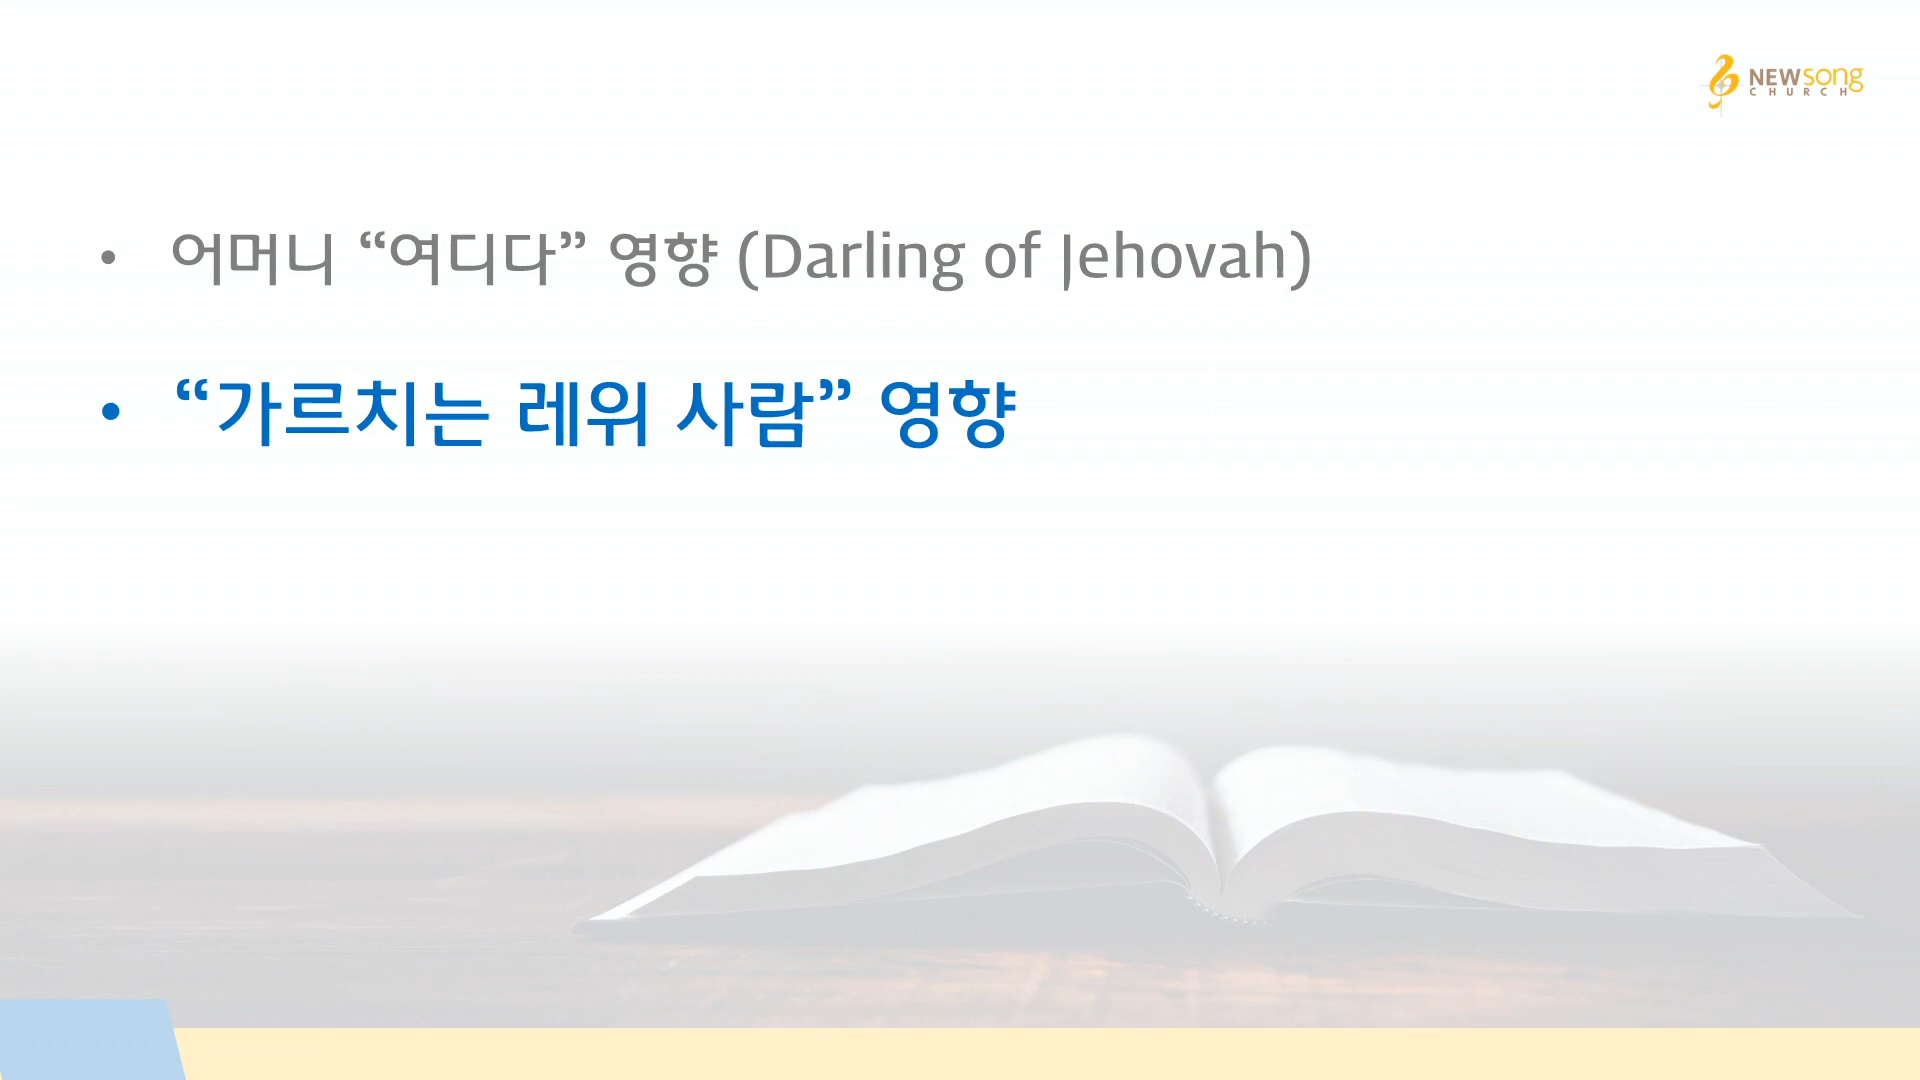 NEWsong
CHURCH
• 어머니 “여디다” 영향 (Darling of Jehovah)
• “가르치는 레위 사람” 영향